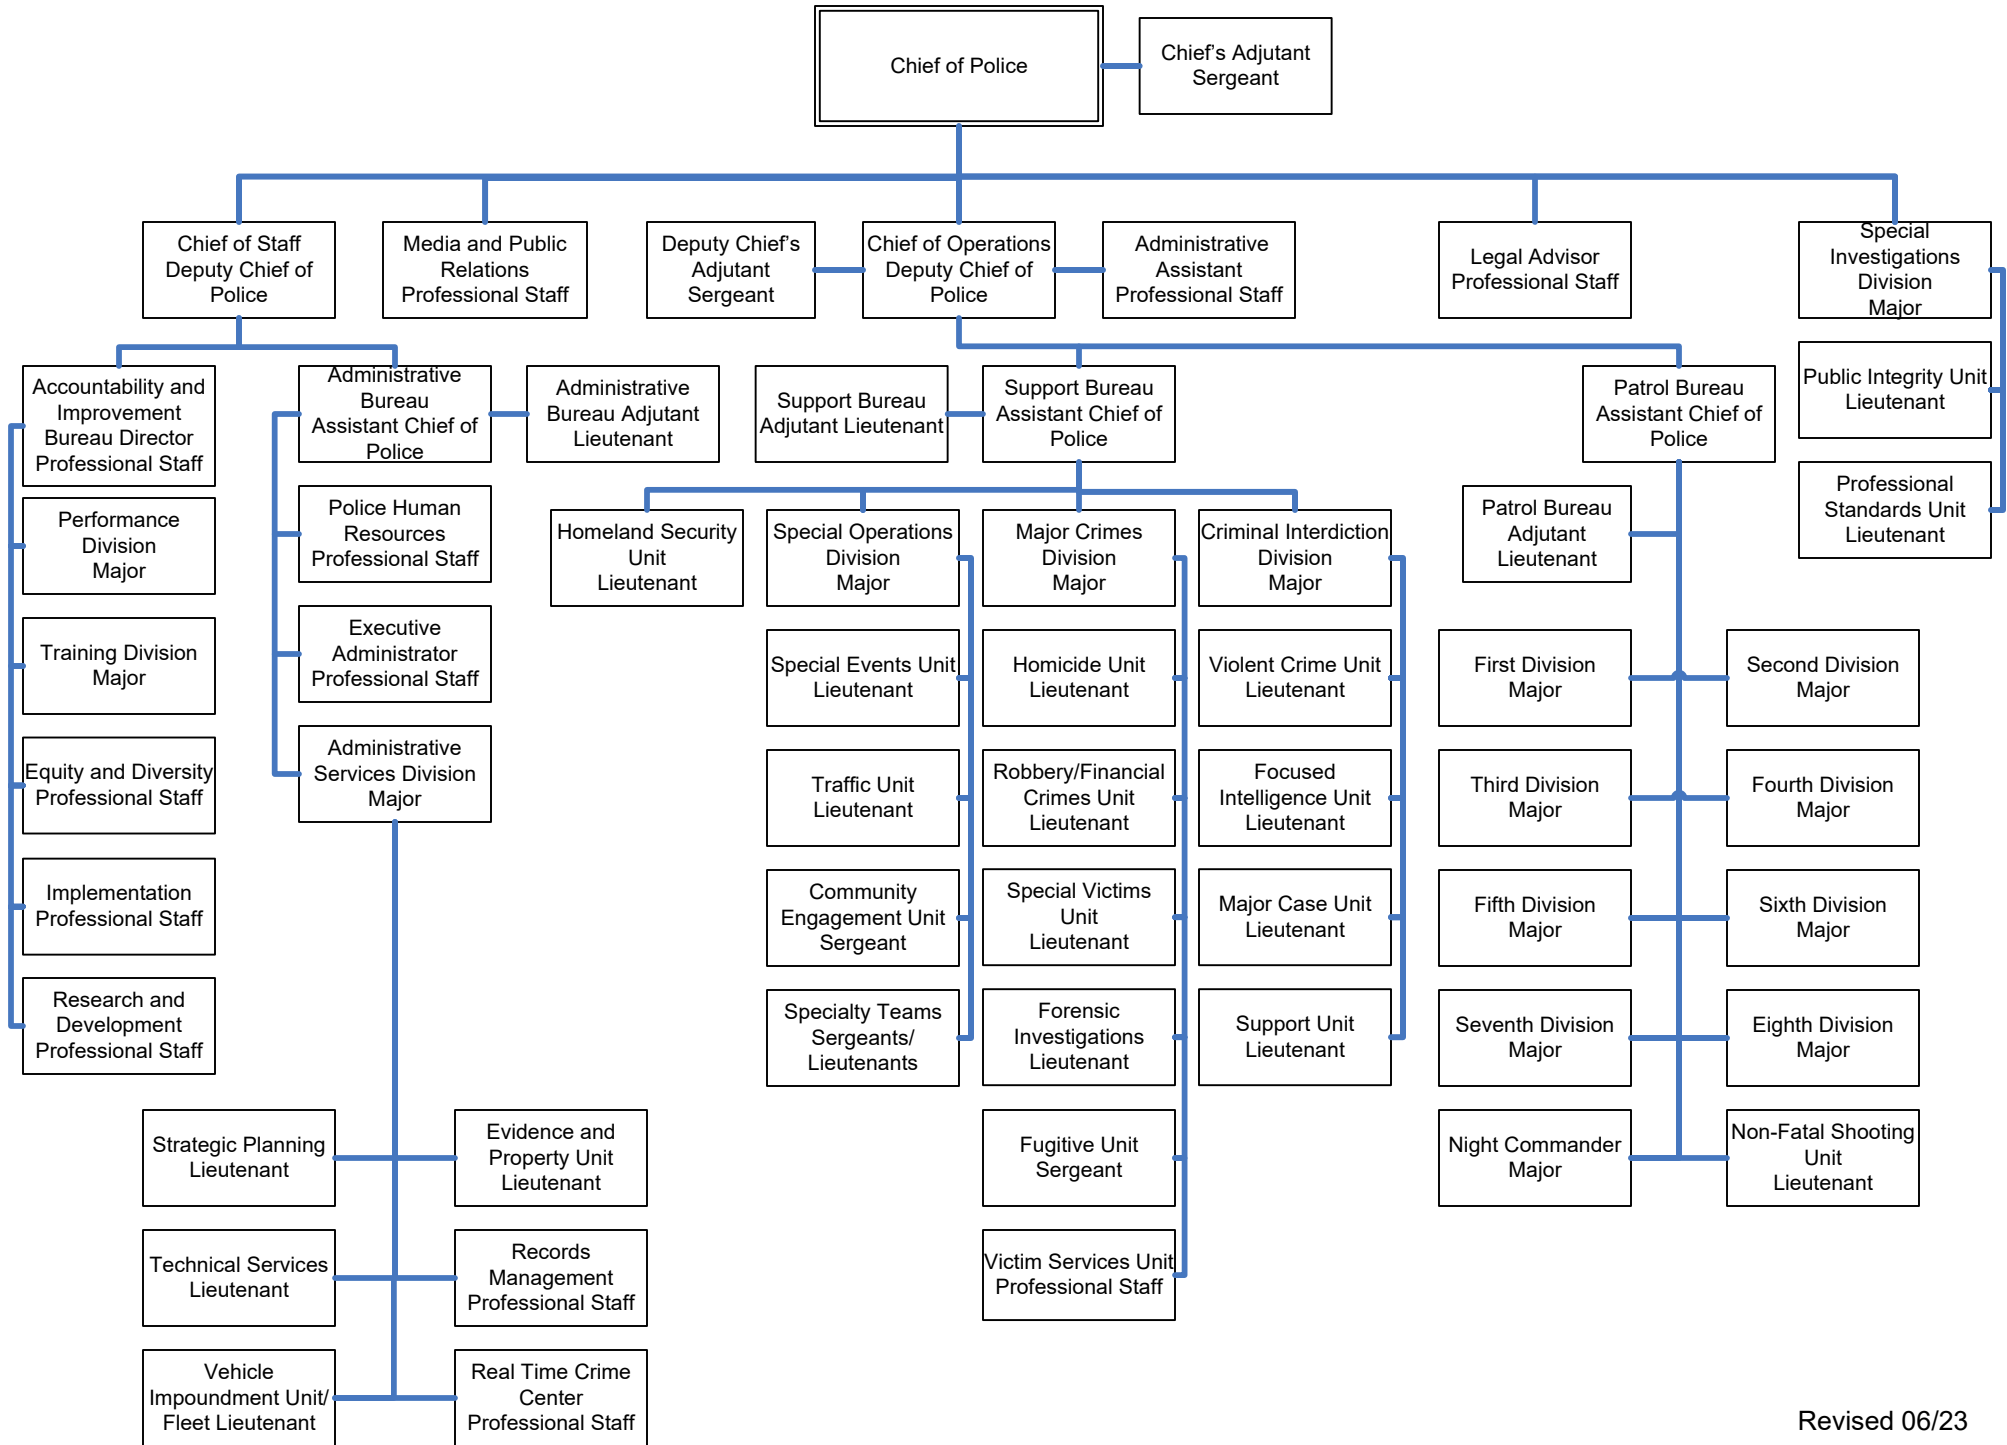 Chief of Police
Chief’s Adjutant
Sergeant
Chief of Staff
Deputy Chief of
Police
Media and Public
Relations
Professional Staff
Deputy Chief’s
Adjutant
Sergeant
Chief of Operations
Deputy Chief of
Police
Administrative
Assistant
Professional Staff
Legal Advisor
Professional Staff
Special
Investigations
Division
Major
Public Integrity Unit
Lieutenant
Professional
Standards Unit
Lieutenant
Accountability and
Improvement
Bureau Director
Professional Staff
Administrative
Bureau
Assistant Chief of
Police
Administrative
Bureau Adjutant
Lieutenant
Support Bureau
Adjutant Lieutenant
Support Bureau
Assistant Chief of
Police
Patrol Bureau
Assistant Chief of
Police
Performance
Division
Major
Training Division
Major
Equity and Diversity
Professional Staff
Implementation
Professional Staff
Research and
Development
Professional Staff
Police Human
Resources
Professional Staff
Executive
Administrator
Professional Staff
Administrative
Services Division
Major
Homeland Security
Unit
Lieutenant
Special Operations
Division
Major
Special Events Unit
Lieutenant
Traffic Unit
Lieutenant
Community
Engagement Unit
Sergeant
Specialty Teams
Sergeants/
Lieutenants
Major Crimes
Division
Major
Homicide Unit
Lieutenant
Robbery/Financial
Crimes Unit
Lieutenant
Special Victims
Unit
Lieutenant
Forensic
Investigations
Lieutenant
Fugitive Unit
Sergeant
Victim Services Unit
Professional Staff
Criminal Interdiction
Division
Major
Violent Crime Unit
Lieutenant
Focused
Intelligence Unit
Lieutenant
Major Case Unit
Lieutenant
Support Unit
Lieutenant
Patrol Bureau
Adjutant
Lieutenant
First Division
Major
Second Division
Major
Third Division
Major
Fourth Division
Major
Fifth Division
Major
Sixth Division
Major
Seventh Division
Major
Eighth Division
Major
Night Commander
Major
Non-Fatal Shooting
Unit
Lieutenant
Strategic Planning
Lieutenant
Evidence and
Property Unit
Lieutenant
Technical Services
Lieutenant
Records
Management
Professional Staff
Vehicle
Impoundment Unit/
Fleet Lieutenant
Real Time Crime
Center
Professional Staff
Revised 06/23